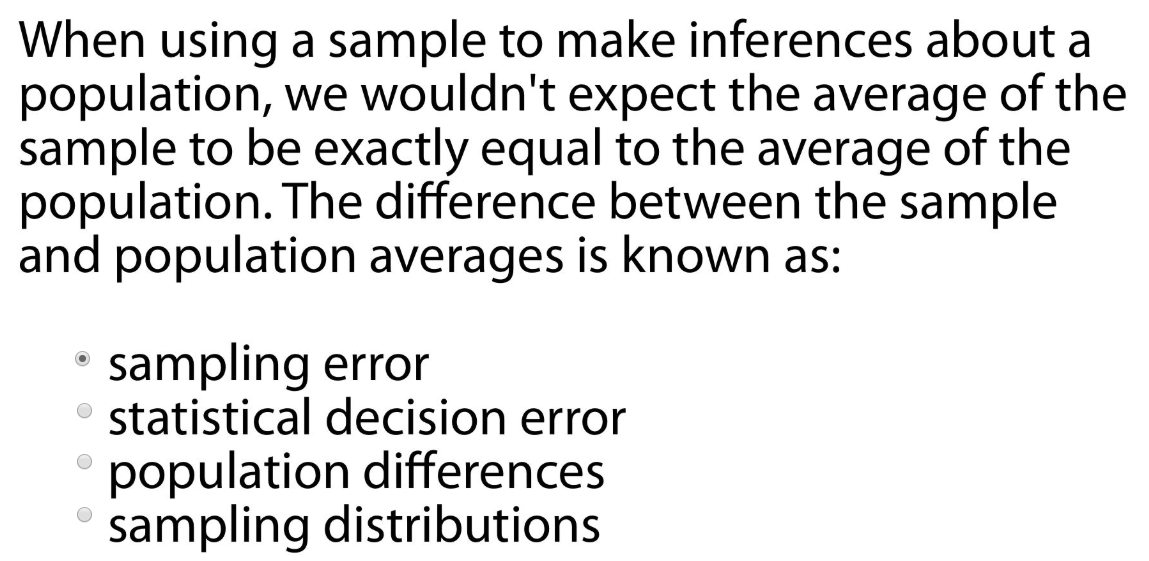 When using a sample to make inferences about a
population, we wouldn't expect the average of the
sample to be exactly equal to the average of the
population. The difference between the sample
and population averages is known as:
sampling error
statistical decision error
population differences
sampling distributions